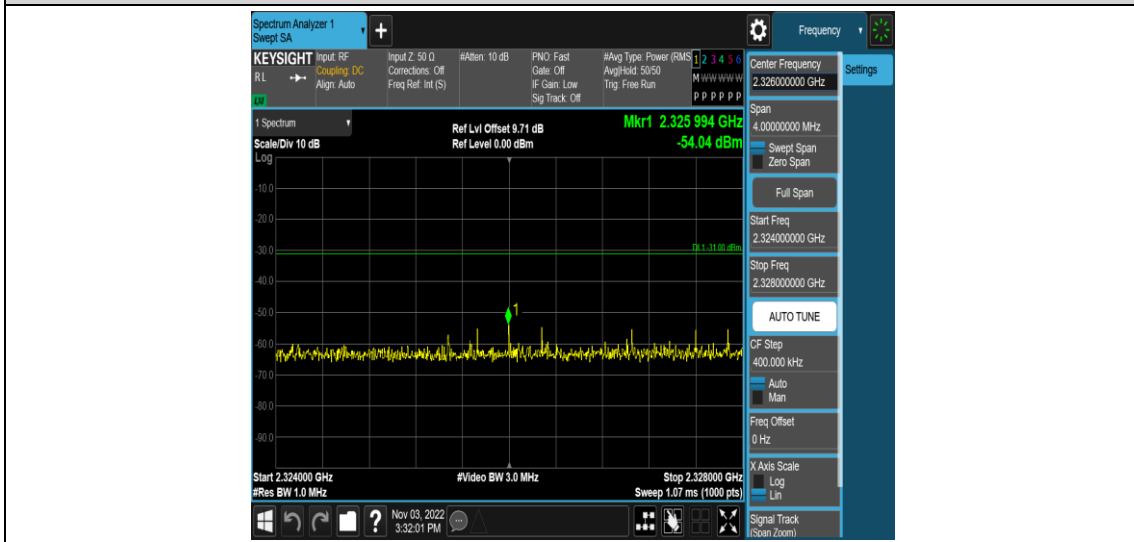 Spectrum Analyzer 1
Swept SA
Frequency
KEYSIGHT
RL
Input: RF
Coupling: DC
Align: Auto
Input Z: 50 Ω
Corrections: Off
Freq Ref: Int (S)
#Atten: 10 dB
PNO: Fast
Gate: Off
IF Gain: Low
Sig Track: Off
#Avg Type: Power (RMS
Avg|Hold: 50/50
Trig: Free Run
1 2 3 4 5 6
M W W W W W
P P P P P P
1 Spectrum
Scale/Div 10 dB
Ref Lvl Offset 9.71 dB
Ref Level 0.00 dBm
Mkr1 2.325 994 GHz
-54.04 dBm
Log
-10.0
-20.0
-30.0
DL1 -31.00 dBm
-40.0
-50.0
1
-60.0
-70.0
-80.0
-90.0
Start 2.324000 GHz
#Res BW 1.0 MHz
#Video BW 3.0 MHz
Stop 2.328000 GHz
Sweep 1.07 ms (1000 pts)
Nov 03, 2022
3:32:01 PM
Center Frequency
2.326000000 GHz
Settings
Span
4.00000000 MHz
Swept Span
Zero Span
Full Span
Start Freq
2.324000000 GHz
Stop Freq
2.328000000 GHz
AUTO TUNE
CF Step
400.000 kHz
Auto
Man
Freq Offset
0 Hz
X Axis Scale
Log
Lin
Signal Track
(Span Zoom)